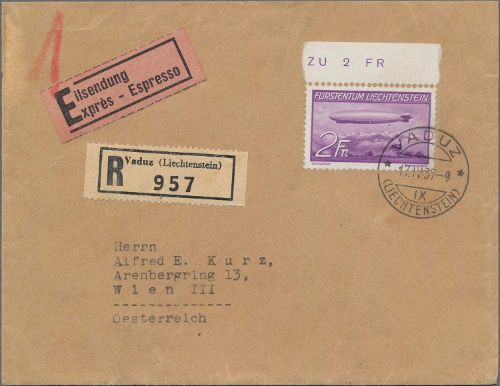 ZU 2 FR
Eilsendung
Exprès - Espresso
FÜRSTENTUM LIECHTENSTEIN
2Fr.
VADUZ
IX
(LIECHTENSTEIN)
R Vaduz (Liechtenstein)
957
Herrn
Alfred E. Kurz,
Arenbergring 13,
Wien III
Oesterreich